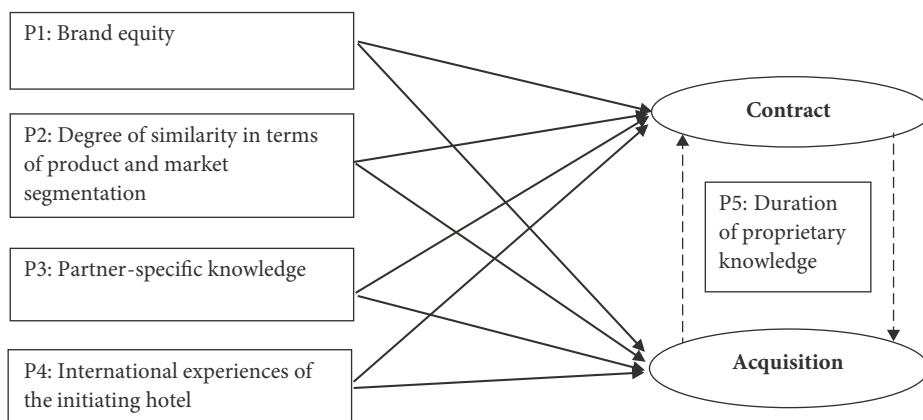 P1: Brand equity
P2: Degree of similarity in terms
of product and market
segmentation
P3: Partner-specific knowledge
P4: International experiences of
the initiating hotel
Contract
P5: Duration
of proprietary
knowledge
Acquisition